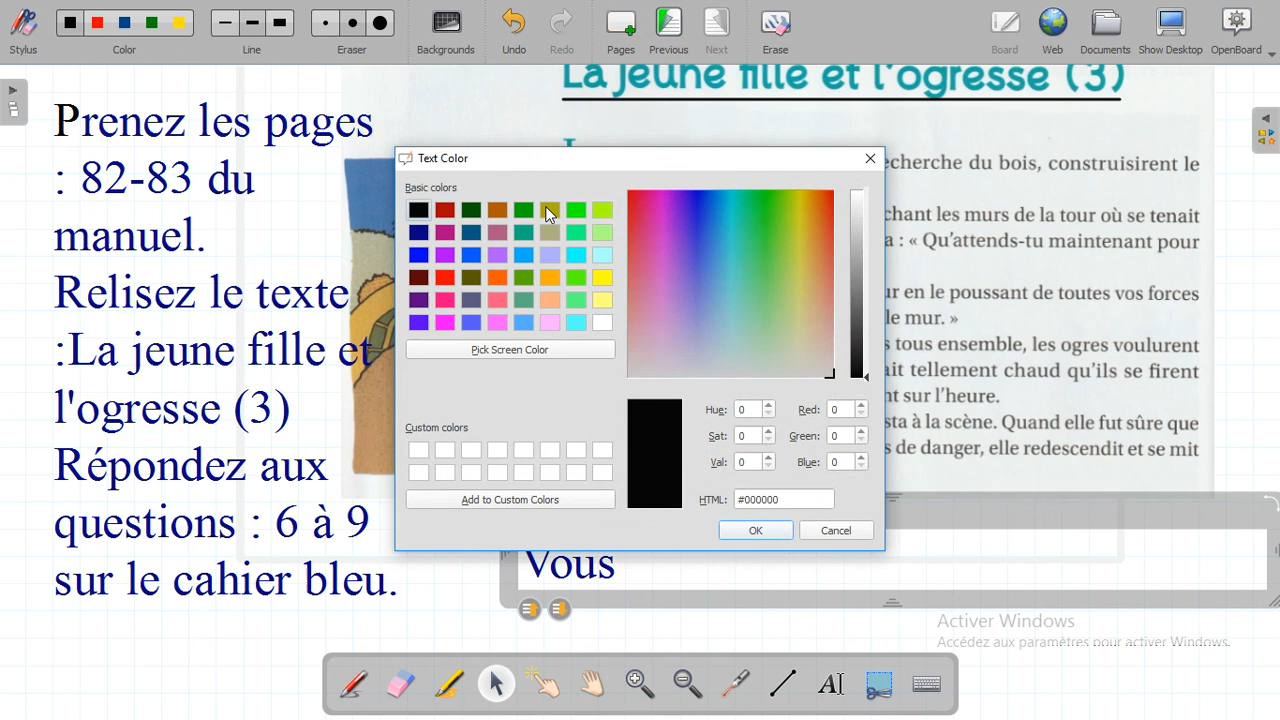 Stylus
Color
Line
Eraser
Backgrounds
Undo
Redo
Pages
Previous
Next
Erase
Board
Web
Documents
Show Desktop
OpenBoard
La jeune fille et l'ogresse (3)
Prenez les pages
: 82-83 du
manuel.
Relisez le texte
:La jeune fille et
l'ogresse (3)
Répondez aux
questions : 6 à 9
sur le cahier bleu.
echerche du bois, construisirent le
chant les murs de la tour où se tenait
a : « Qu'attends-tu maintenant pour
ur en le poussant de toutes vos forces
le mur. »
s tous ensemble, les ogres voulurent
ait tellement chaud qu'ils se firent
nt sur l'heure.
sta à la scène. Quand elle fut sûre que
s de danger, elle redescendit et se mit
Text Color
Basic colors
Pick Screen Color
Custom colors
Add to Custom Colors
Hue: 0
Red: 0
Sat: 0
Green: 0
Val: 0
Blue: 0
HTML: #000000
OK
Cancel
Vous
Activer Windows
Accédez aux paramètres pour activer Windows.
AI